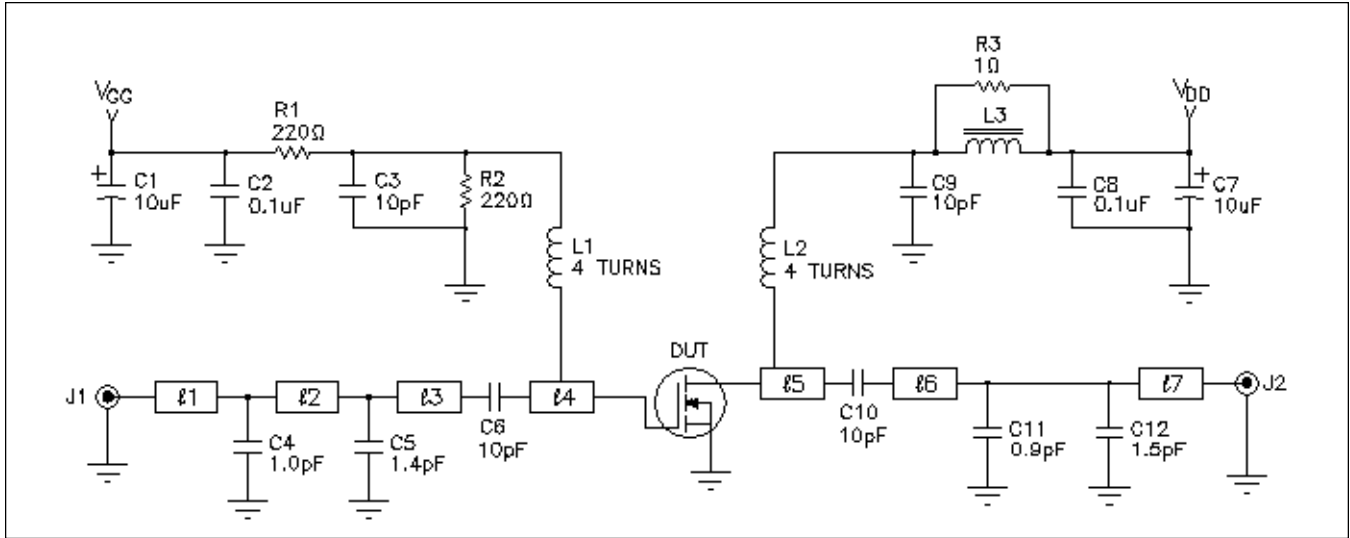 R3
1Ω
VGG
VDD
R1
220Ω
L3
+
C1
10uF
C2
0.1uF
C3
10pF
R2
220Ω
C9
10pF
C8
0.1uF
+
C7
10uF
L1
4 TURNS
L2
4 TURNS
DUT
J1
ℓ1
ℓ2
ℓ3
C6
10pF
ℓ4
ℓ5
C10
10pF
ℓ6
ℓ7
J2
C4
1.0pF
C5
1.4pF
C11
0.9pF
C12
1.5pF